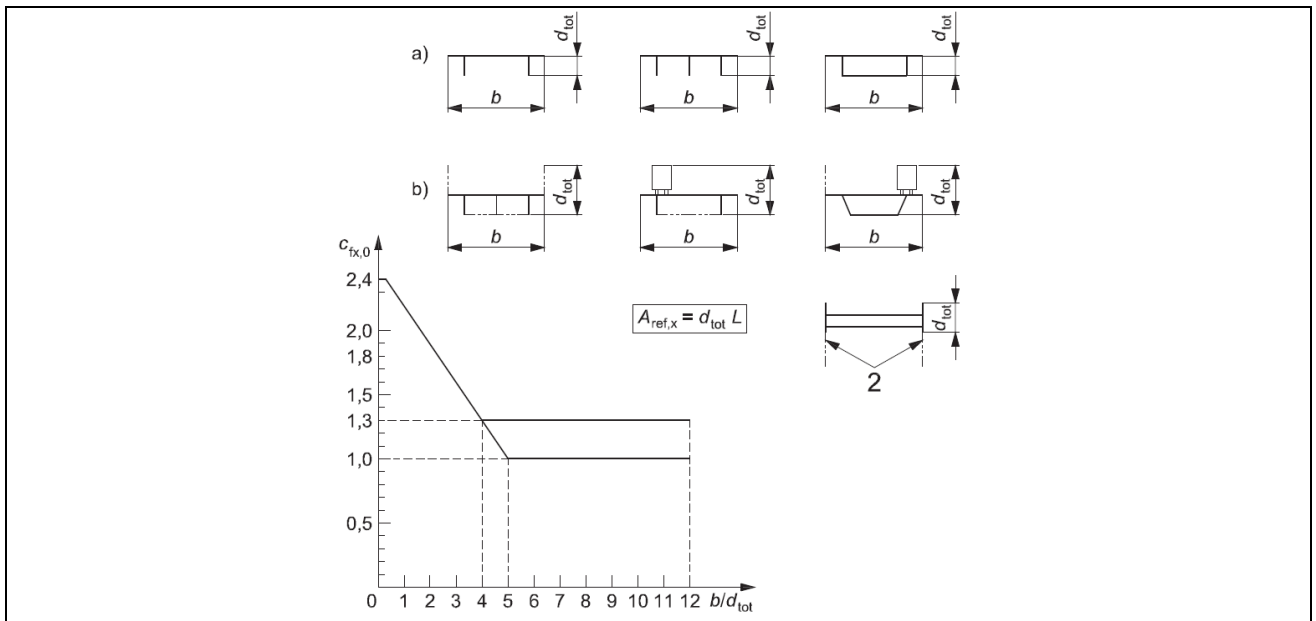 a)
d_tot
d_tot
d_tot
b
b
b
b)
d_tot
d_tot
d_tot
b
b
b
c_fx,0
2,4
2,0
1,8
1,5
1,3
1,0
0,5
A_ref,x = d_tot L
d_tot
2
0 1 2 3 4 5 6 7 8 9 10 11 12 b/d_tot